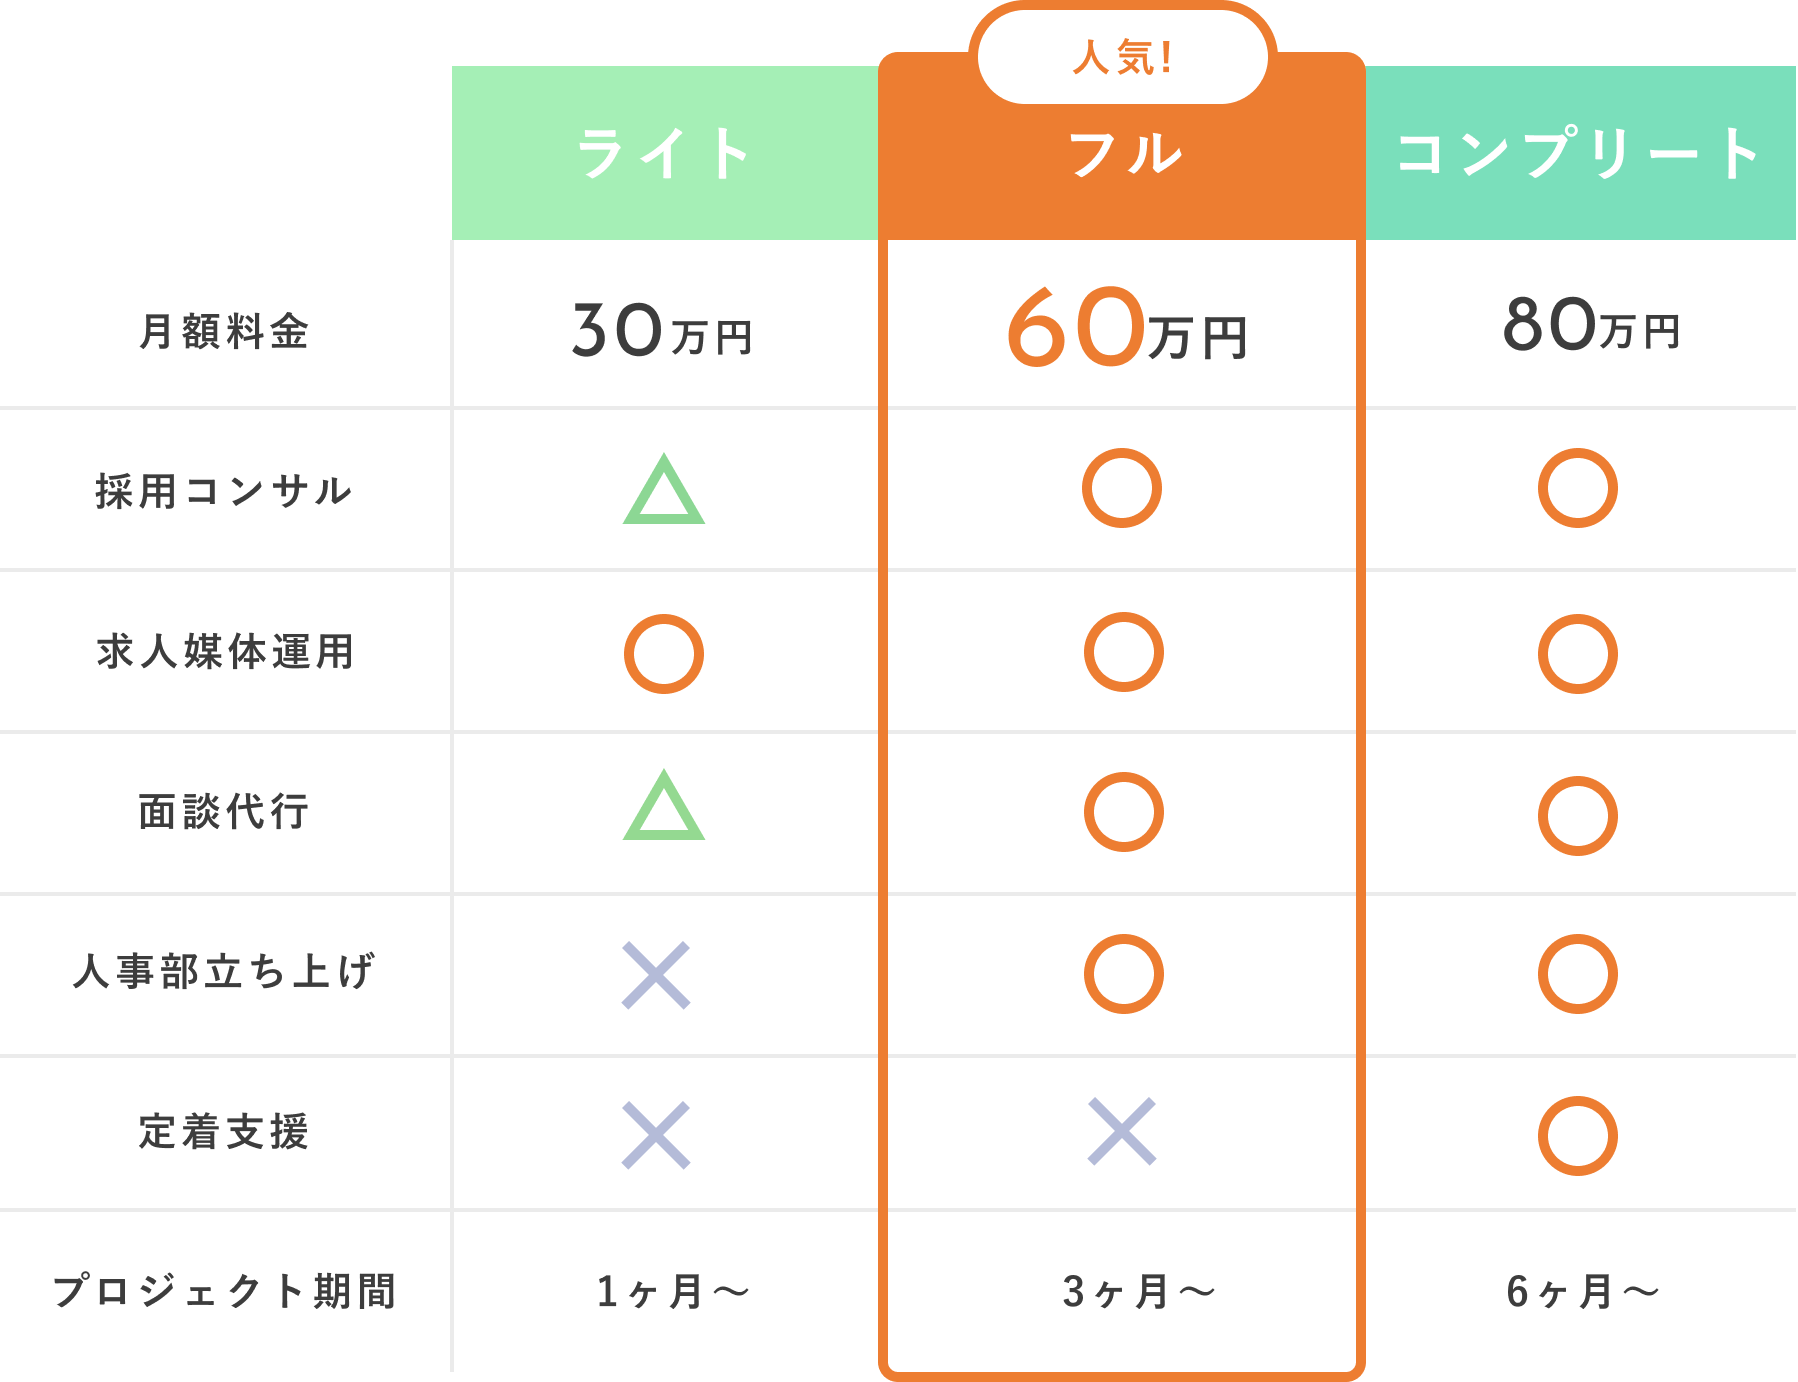 人気!
ライト フル コンプリート
月額料金 30万円 60万円 80万円
採用コンサル △ ○ ○
求人媒体運用 ○ ○ ○
面談代行 △ ○ ○
人事部立ち上げ × ○ ○
定着支援 × × ○
プロジェクト期間 1ヶ月〜 3ヶ月〜 6ヶ月〜